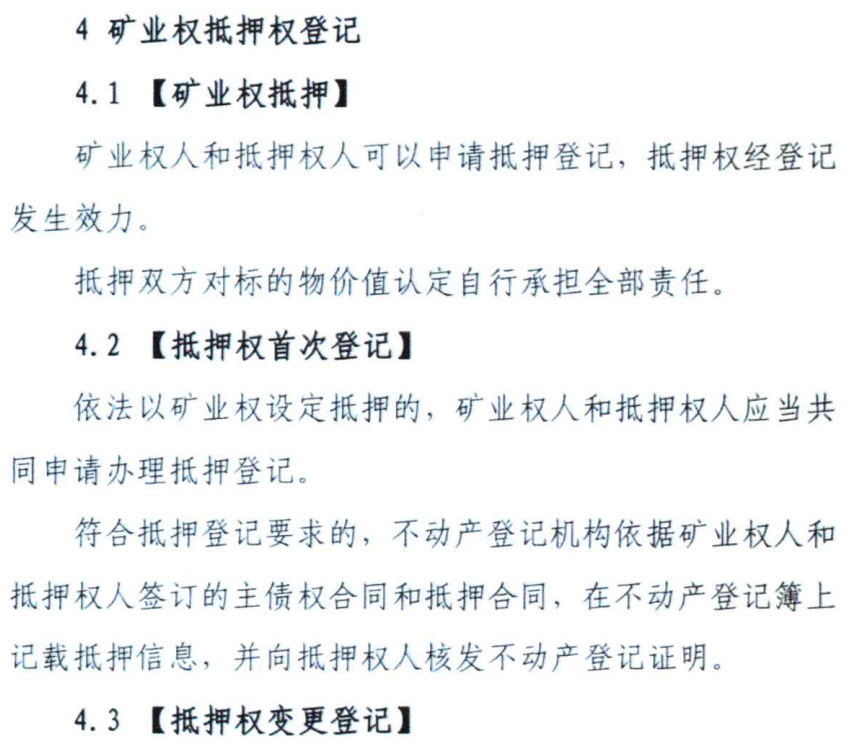 4 矿业权抵押权登记
4.1 【矿业权抵押】
矿业权人和抵押权人可以申请抵押登记，抵押权经登记
发生效力。
抵押双方对标的物价值认定自行承担全部责任。
4.2 【抵押权首次登记】
依法以矿业权设定抵押的，矿业权人和抵押权人应当共
同申请办理抵押登记。
符合抵押登记要求的，不动产登记机构依据矿业权人和
抵押权人签订的主债权合同和抵押合同，在不动产登记簿上
记载抵押信息，并向抵押权人核发不动产登记证明。
4.3 【抵押权变更登记】